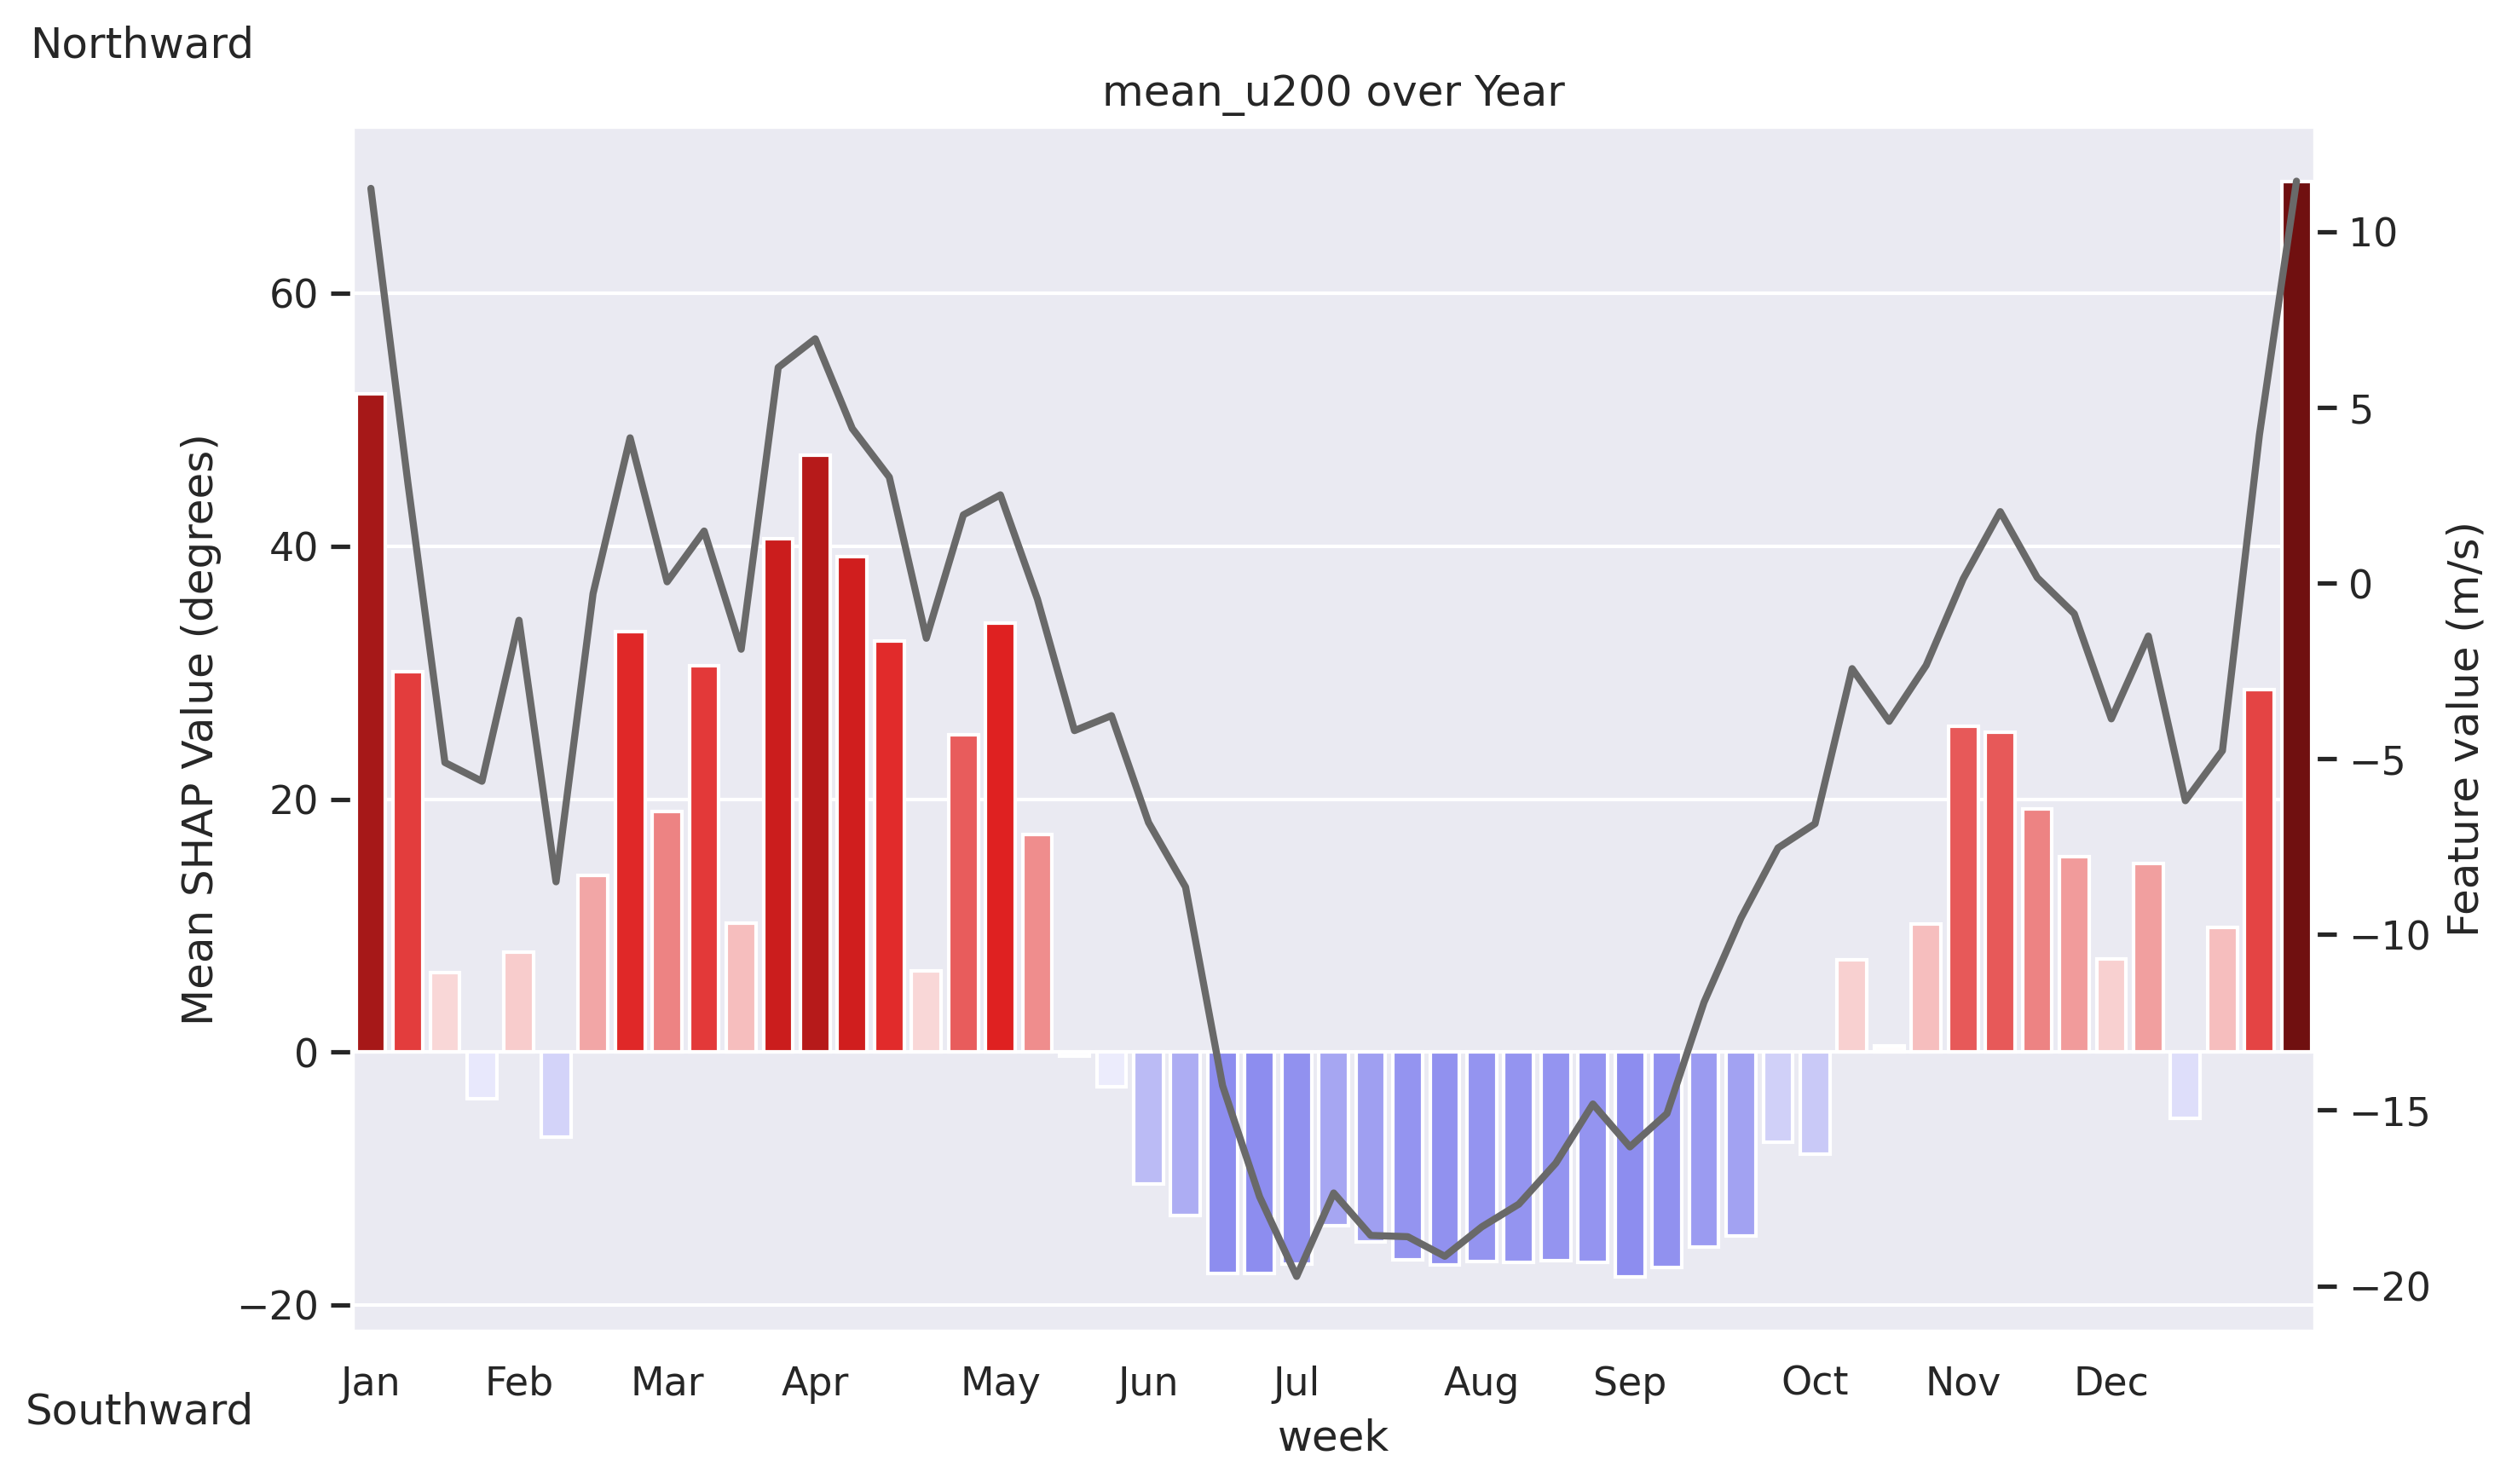 Northward
mean_u200 over Year
Mean SHAP Value (degrees)
60
40
20
0
−20
10
5
0
−5
−10
−15
−20
Feature value (m/s)
Jan Feb Mar Apr May Jun Jul Aug Sep Oct Nov Dec
week
Southward